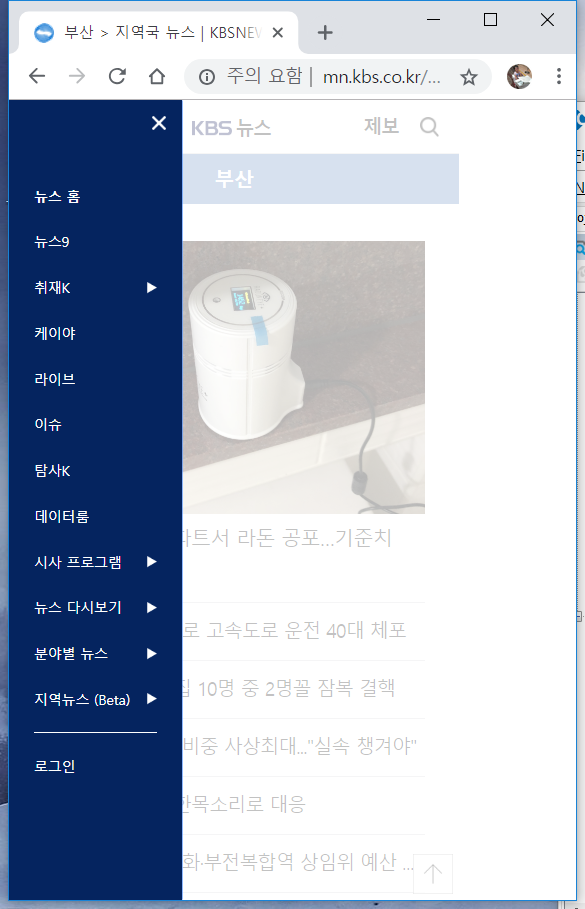 부산 > 지역국 뉴스 | KBSNEW
주의 요함 | mn.kbs.co.kr/...
KBS 뉴스 제보
부산
뉴스 홈
뉴스9
취재K
케이야
라이브
이슈
탐사K
데이터룸
시사 프로그램
뉴스 다시보기
분야별 뉴스
지역뉴스 (Beta)
로그인
파트서 라돈 공포...기준치
로 고속도로 운전 40대 체포
집 10명 중 2명꼴 잠복 결핵
비중 사상최대..."실속 챙겨야"
한목소리로 대응
화·부전복합역 상임위 예산 ...